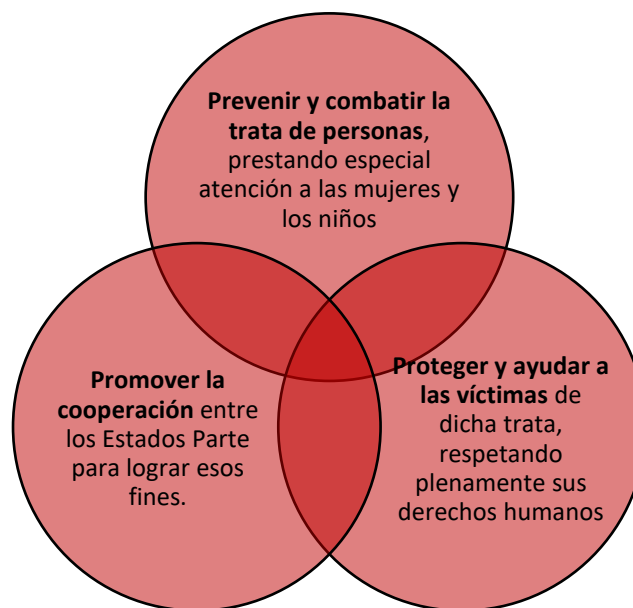 Prevenir y combatir la
trata de personas,
prestando especial
atención a las mujeres y
los niños
Promover la
cooperación entre
los Estados Parte
para lograr esos
fines.
Proteger y ayudar a
las víctimas de
dicha trata,
respetando
plenamente sus
derechos humanos